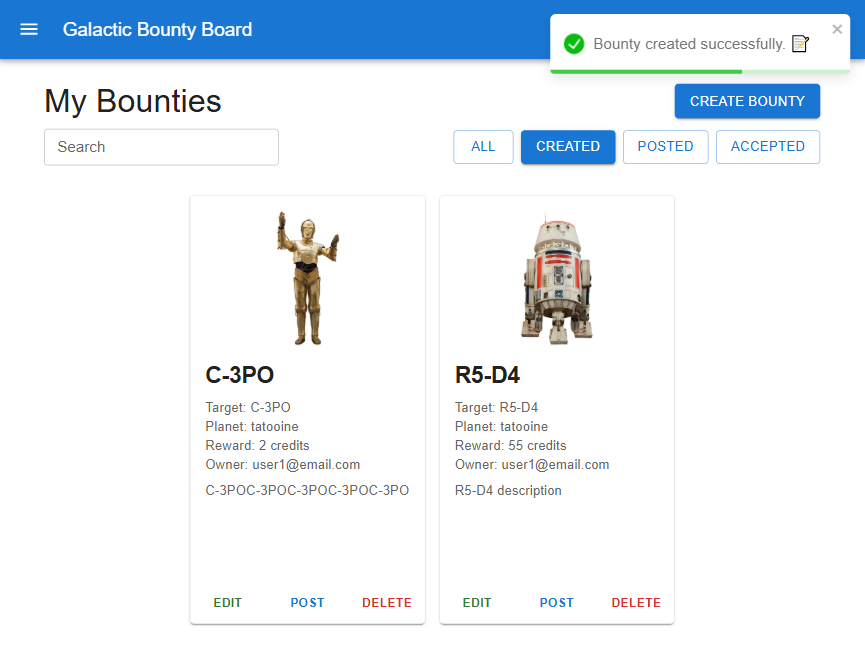 Galactic Bounty Board
Bounty created successfully.
My Bounties
CREATE BOUNTY
Search
ALL
CREATED
POSTED
ACCEPTED
C-3PO
Target: C-3PO
Planet: tatooine
Reward: 2 credits
Owner: user1@email.com
C-3POC-3POC-3POC-3POC-3PO
EDIT
POST
DELETE
R5-D4
Target: R5-D4
Planet: tatooine
Reward: 55 credits
Owner: user1@email.com
R5-D4 description
EDIT
POST
DELETE